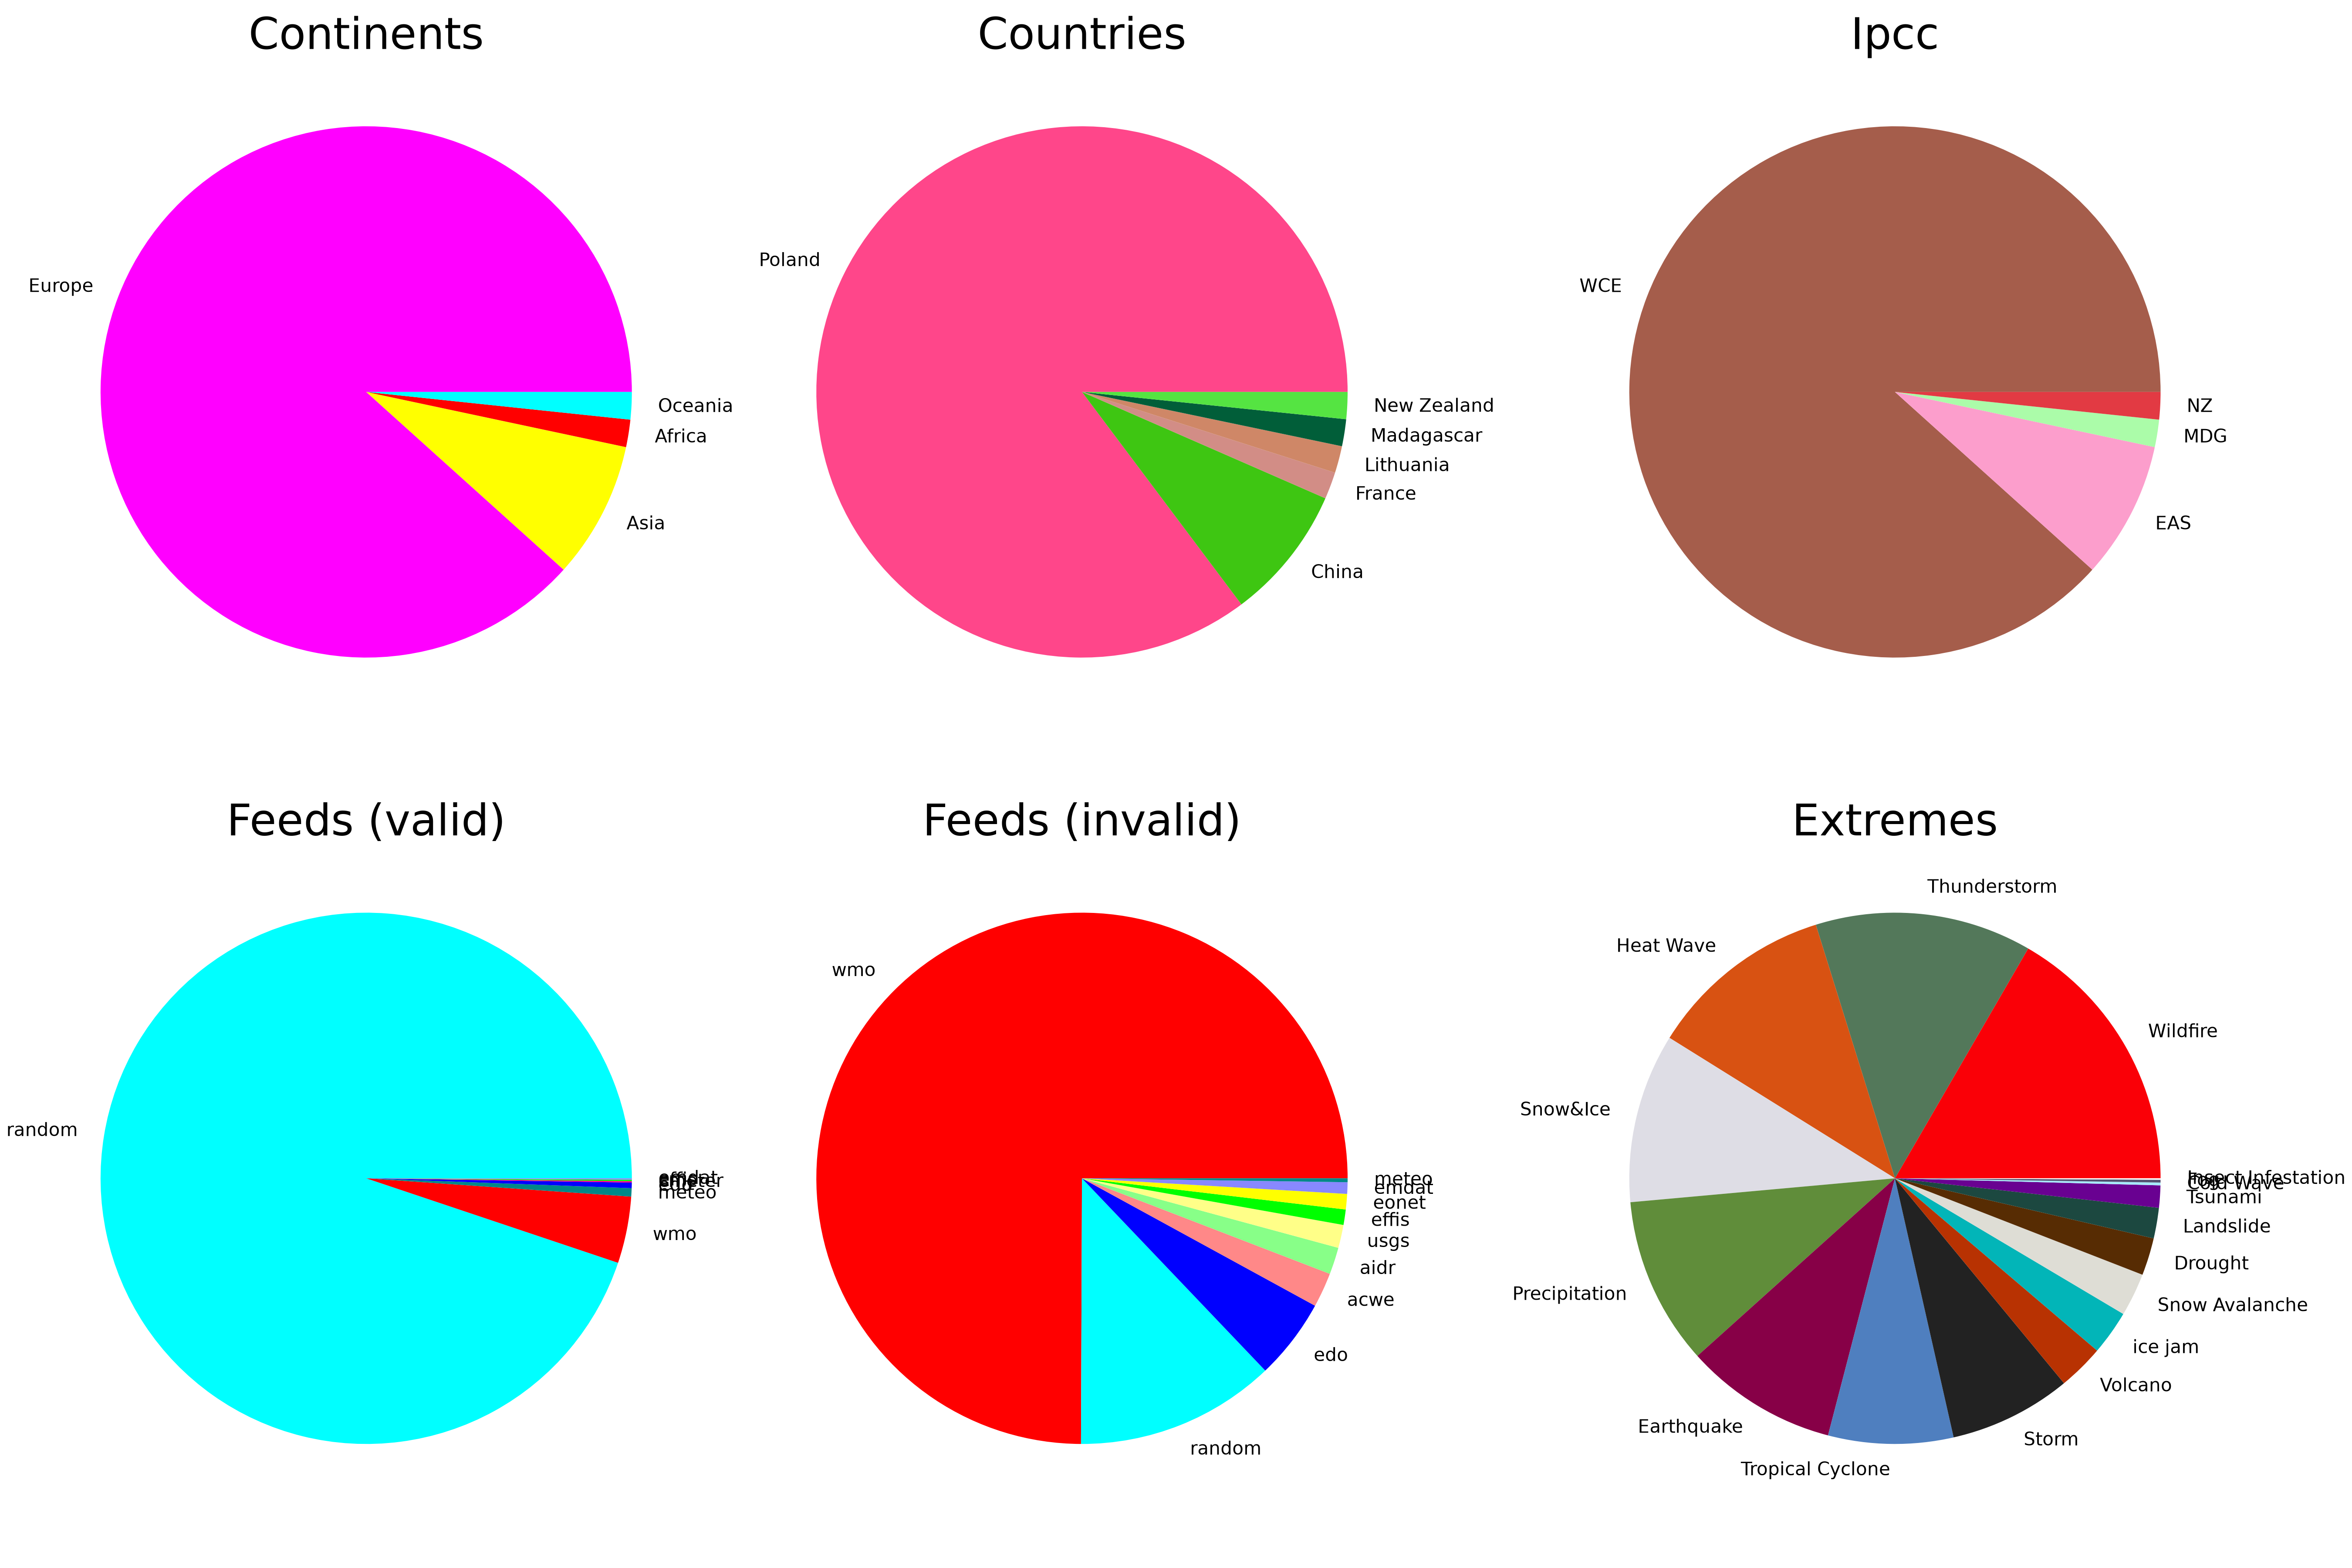 Continents
Countries
Ipcc
Europe
Oceania
Africa
Asia
Poland
New Zealand
Madagascar
Lithuania
France
China
WCE
NZ
MDG
EAS
Feeds (valid)
Feeds (invalid)
Extremes
random
meteo
wmo
wmo
meteo
emdat
eonet
effis
usgs
aidr
acwe
edo
random
Thunderstorm
Heat Wave
Wildfire
Snow&Ice
Insect Infestation
Cold Wave
Tsunami
Landslide
Drought
Precipitation
Snow Avalanche
ice jam
Volcano
Earthquake
Storm
Tropical Cyclone